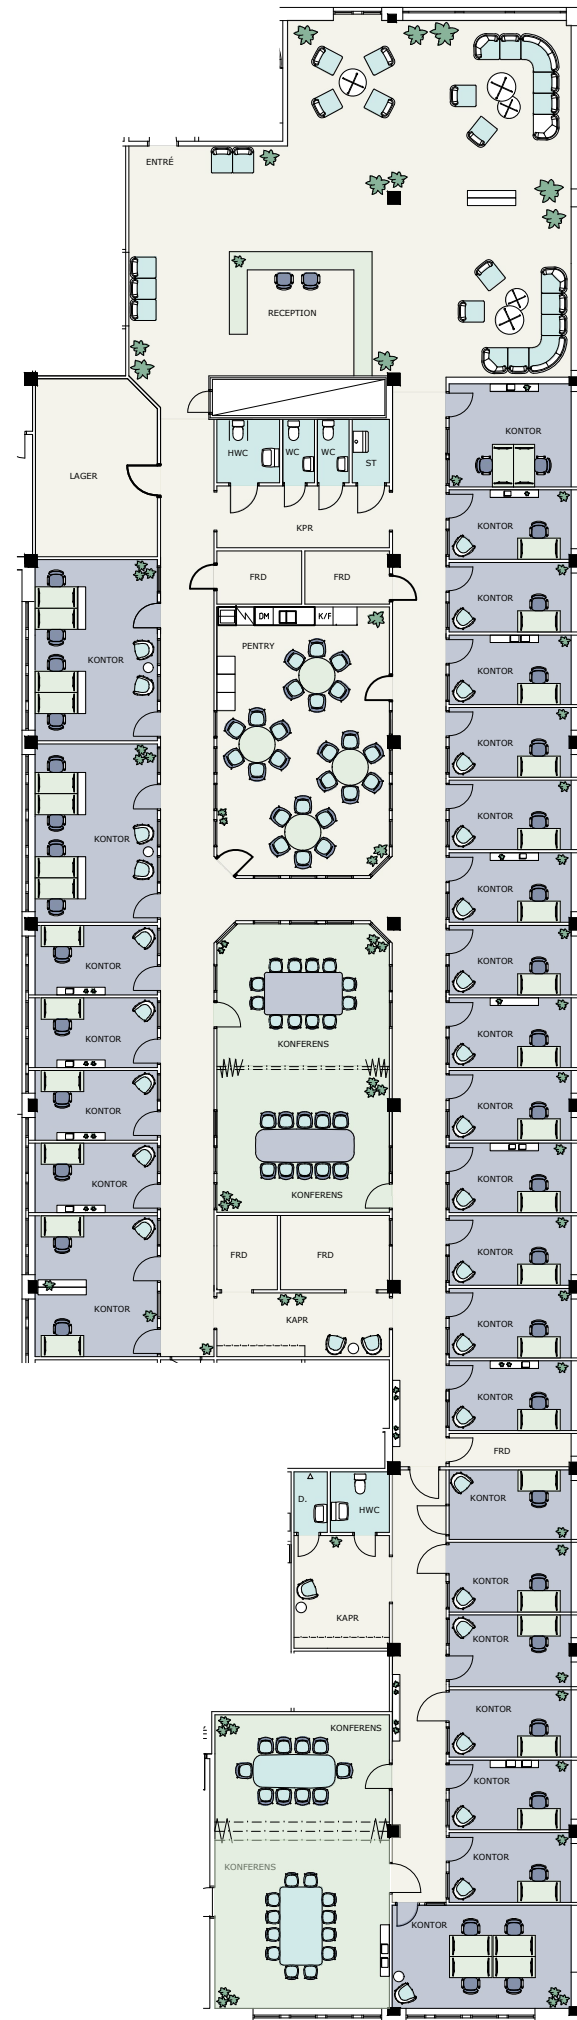 ENTRÉ
RECEPTION
KONTOR
HWC
WC
WC
ST
LAGER
KONTOR
KPR
FRD
FRD
KONTOR
DM
K/F
PENTRY
KONTOR
KONTOR
KONTOR
KONTOR
KONTOR
KONTOR
KONTOR
KONTOR
KONTOR
KONTOR
KONFERENS
KONTOR
KONTOR
KONTOR
KONTOR
KONTOR
KONFERENS
FRD
FRD
KONTOR
KONTOR
KAPR
KONTOR
KONTOR
FRD
D.
HWC
KONTOR
KONTOR
KAPR
KONTOR
KONTOR
KONFERENS
KONTOR
KONFERENS
KONTOR
KONTOR